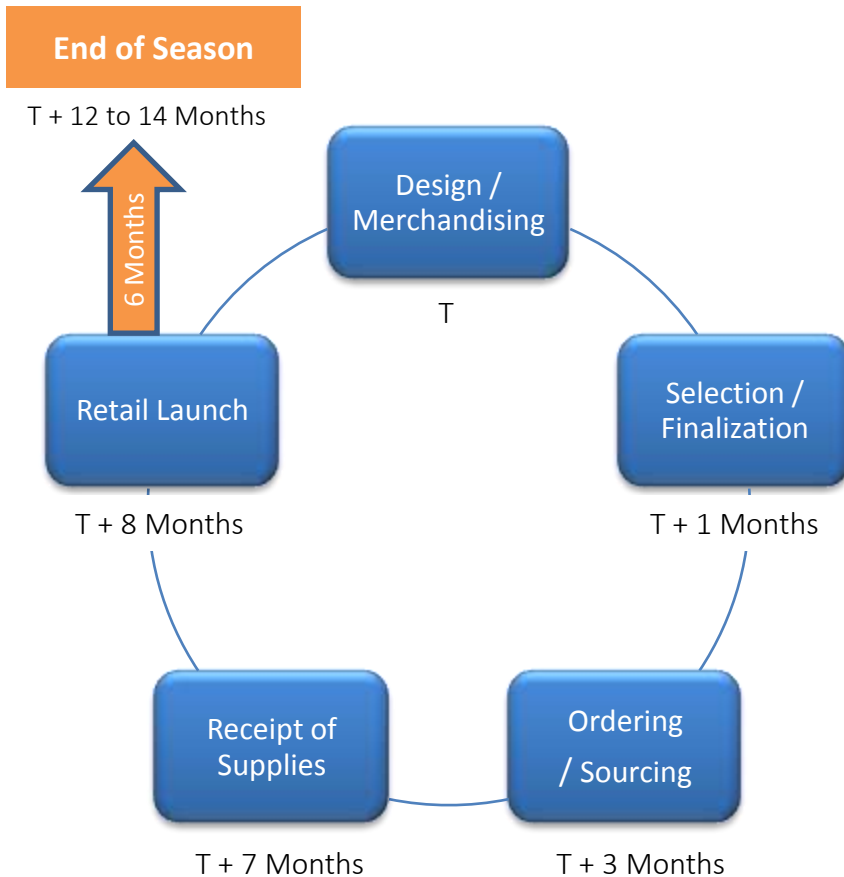 End of Season
T + 12 to 14 Months
6 Months
Design /
Merchandising
T
Selection /
Finalization
T + 1 Months
Ordering
/ Sourcing
T + 3 Months
Receipt of
Supplies
T + 7 Months
Retail Launch
T + 8 Months